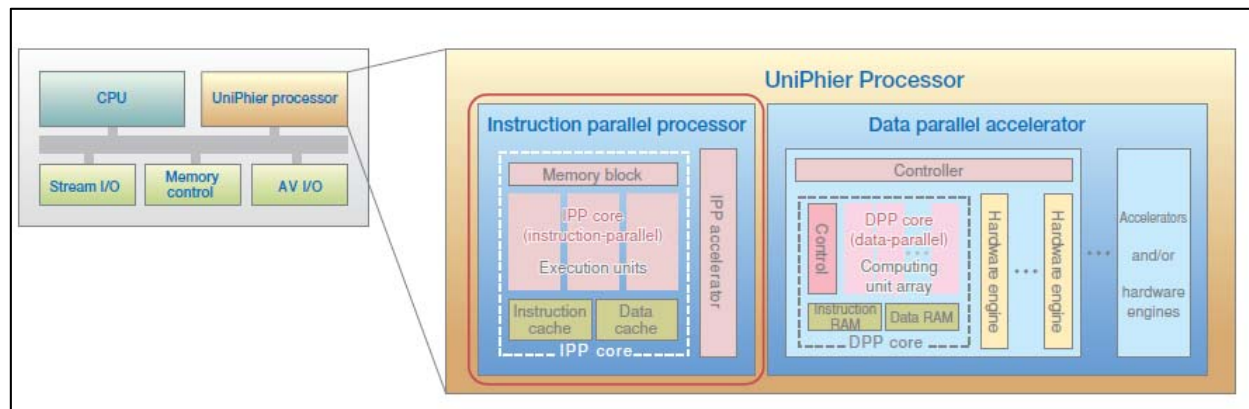 CPU
UniPhier processor
Stream I/O
Memory
control
AV I/O
UniPhier Processor
Instruction parallel processor
Memory block
IPP core
(instruction-parallel)
Execution units
Instruction
cache
Data
cache
IPP core
IPP accelerator
Data parallel accelerator
Controller
Control
DPP core
(data-parallel)
...
Computing
unit array
Instruction
RAM
Data RAM
DPP core
Hardware engine
...
Hardware engine
...
Accelerators
and/or
hardware
engines